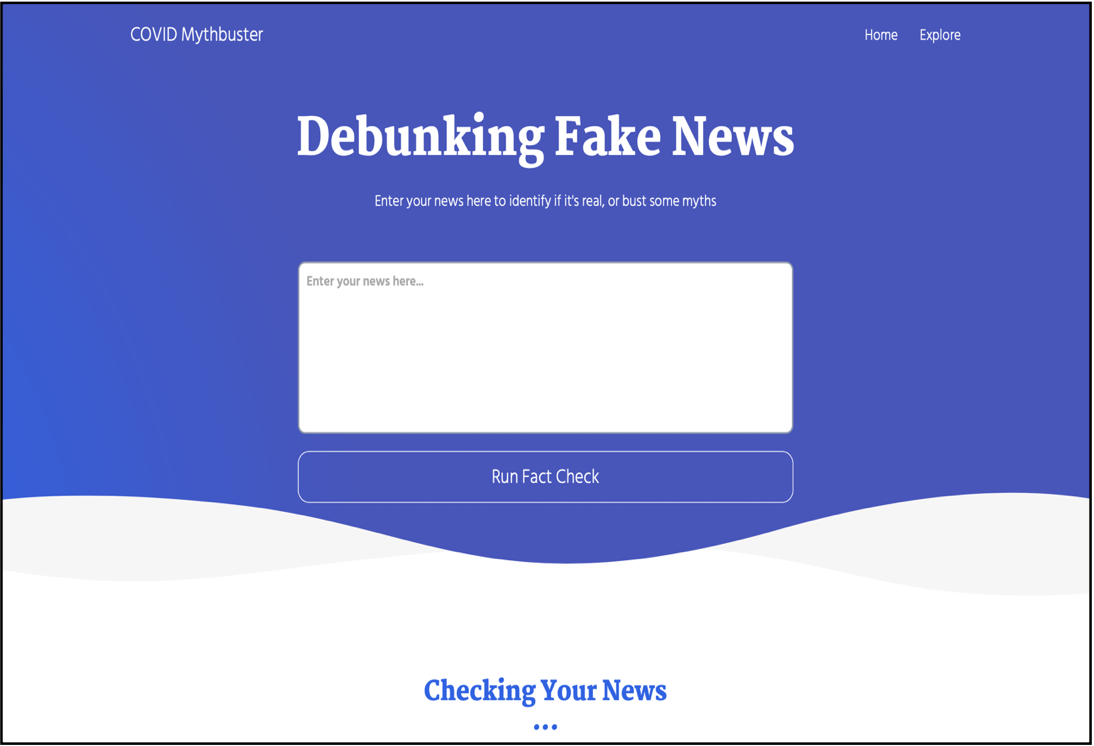 COVID Mythbuster
Home Explore
Debunking Fake News
Enter your news here to identify if it's real, or bust some myths
Enter your news here...
Run Fact Check
Checking Your News